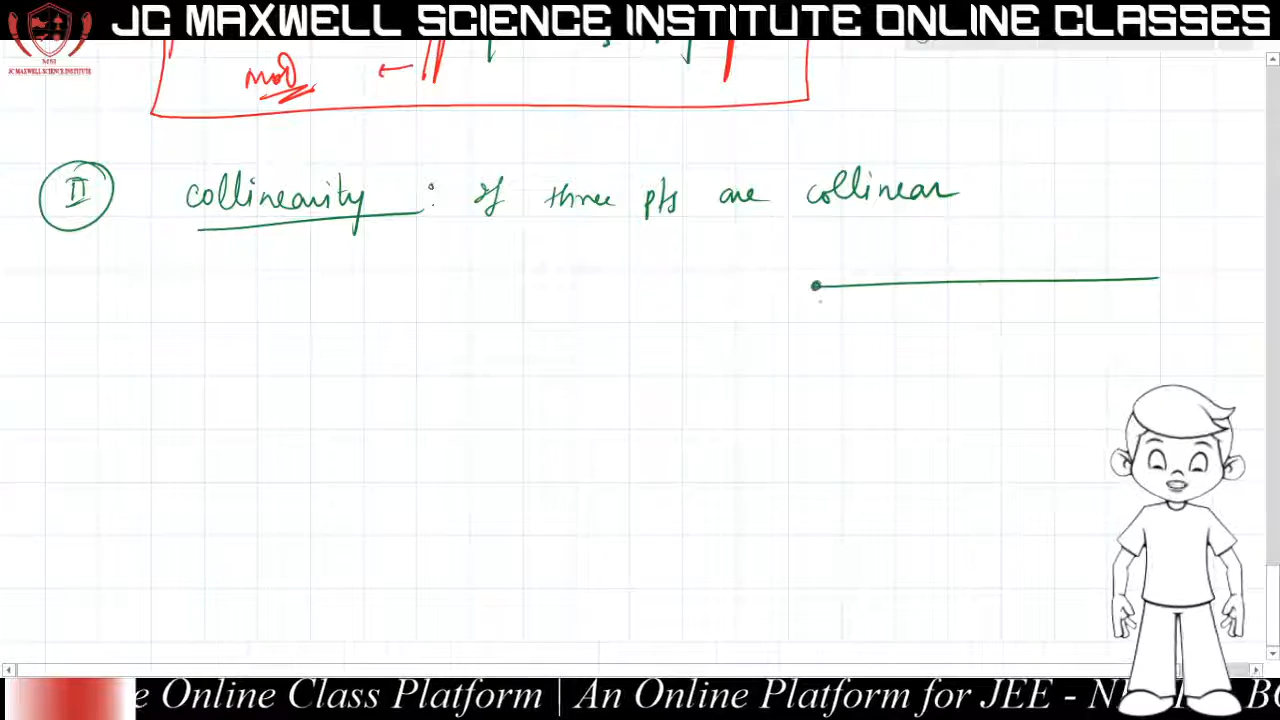 JC MAXWELL SCIENCE INSTITUTE ONLINE CLASSES
MSI
JC MAXWELL SCIENCE INSTITUTE
mod
II collinearity : If three pts are collinear
e Online Class Platform | An Online Platform for JEE - N